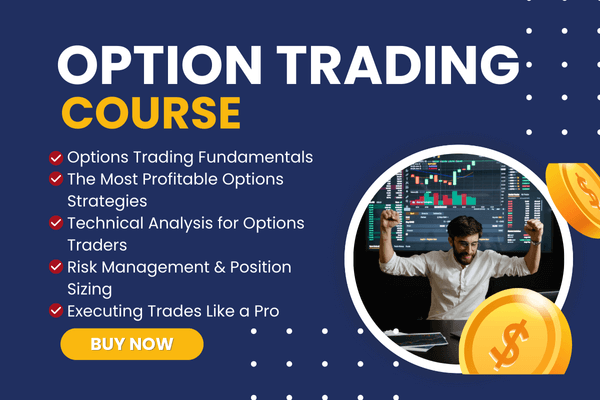 OPTION TRADING
COURSE
Options Trading Fundamentals
The Most Profitable Options
Strategies
Technical Analysis for Options
Traders
Risk Management & Position
Sizing
Executing Trades Like a Pro
BUY NOW